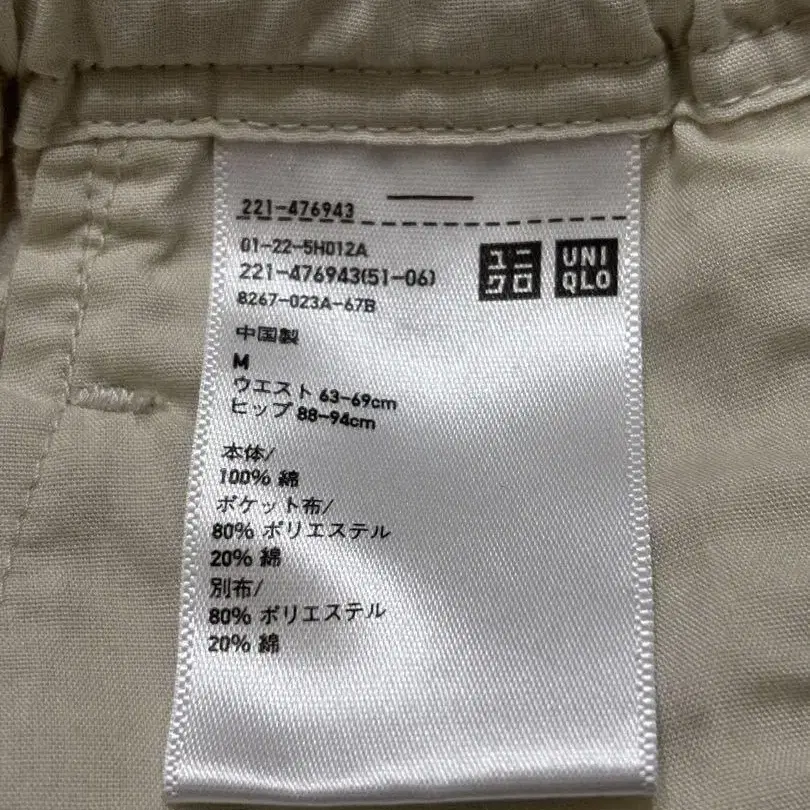 221-476943
01-22-5H012A
221-476943(51-06)
8267-023A-67B
ユニクロ
UNIQLO
中国製
M
ウエスト 63-69cm
ヒップ 88-94cm
本体/
100% 綿
ポケット布/
80% ポリエステル
20% 綿
別布/
80% ポリエステル
20% 綿